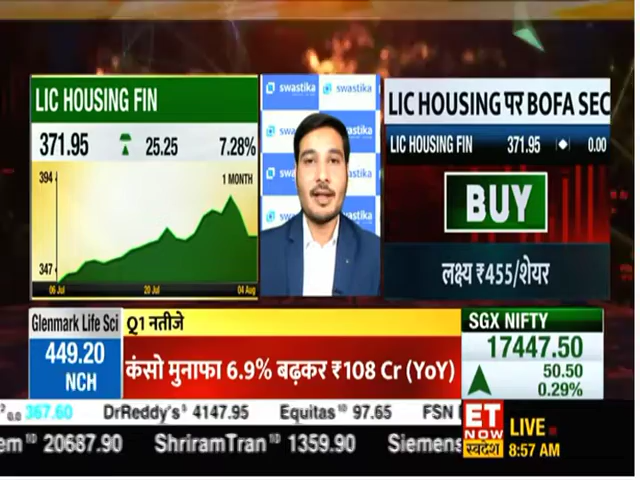 LIC HOUSING FIN
371.95 25.25 7.28%
394
1 MONTH
347
06 Jul 20 Jul 04 Aug
swastika swastika
swastika
swastika
LIC HOUSING पर BOFA SEC
LIC HOUSING FIN 371.95 0.00
BUY
लक्ष्य ₹455/शेयर
Glenmark Life Sci
449.20
NCH
Q1 नतीजे
कंसो मुनाफा 6.9% बढ़कर ₹108 Cr (YoY)
SGX NIFTY
17447.50
50.50
0.29%
0.0 367.60 DrReddy's 4147.95 Equitas 97.65 FSN
em 20687.90 ShriramTran 1359.90 Siemens
ET
NOW
स्वदेश
LIVE
8:57 AM